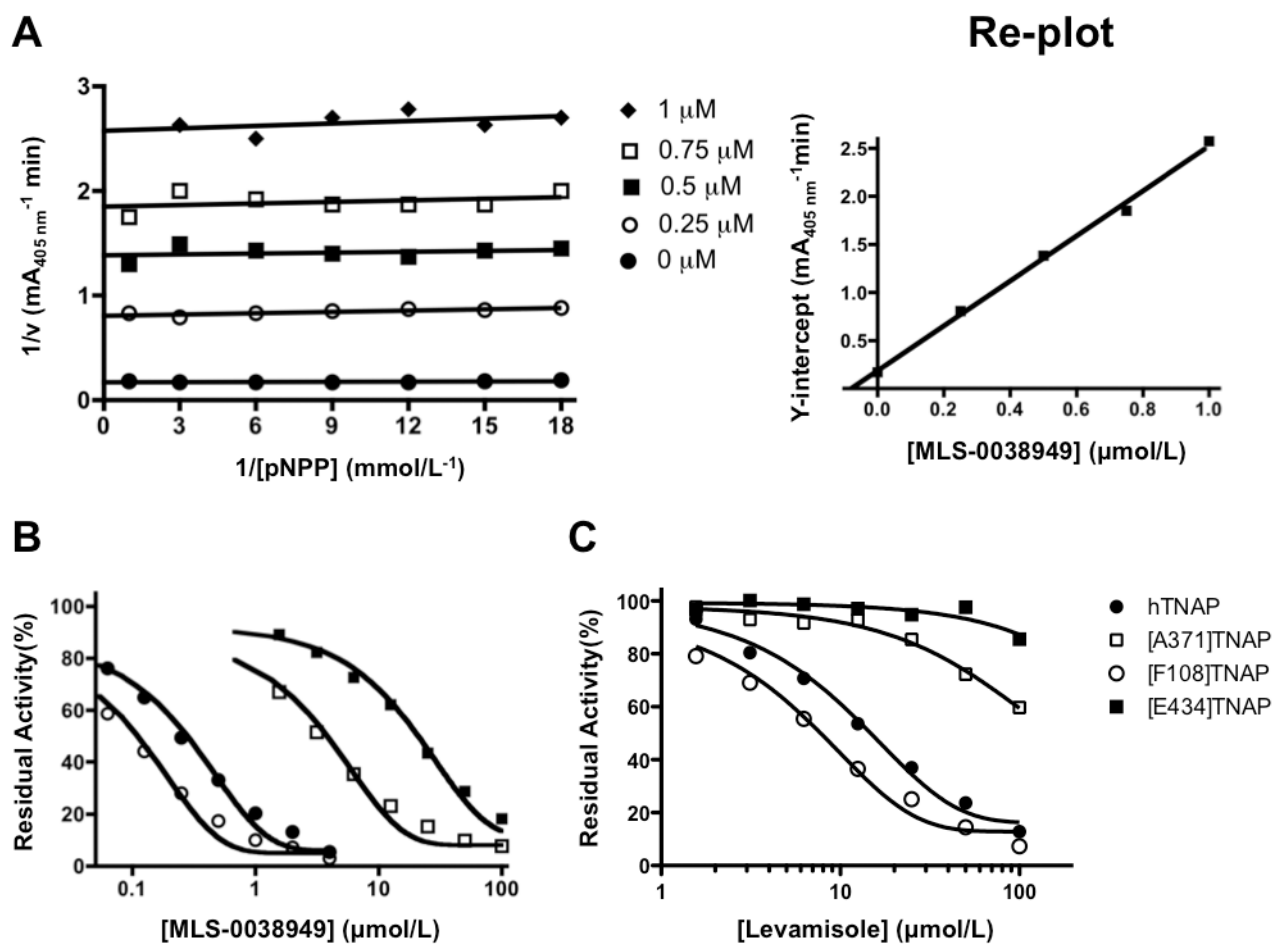 A
Re-plot
3
2
1
0
0 3 6 9 12 15 18
1/v (mA405 nm-1 min)
1/[pNPP] (mmol/L-1)
1 μM
0.75 μM
0.5 μM
0.25 μM
0 μM
2.5
2.0
1.5
1.0
0.5
0.0 0.2 0.4 0.6 0.8 1.0
Y-intercept (mA405 nm-1min)
[MLS-0038949] (μmol/L)
B
100
80
60
40
20
0
0.1 1 10 100
Residual Activity(%)
[MLS-0038949] (μmol/L)
C
100
80
60
40
20
0
1 10 100
Residual Activity(%)
[Levamisole] (μmol/L)
hTNAP
[A371]TNAP
[F108]TNAP
[E434]TNAP